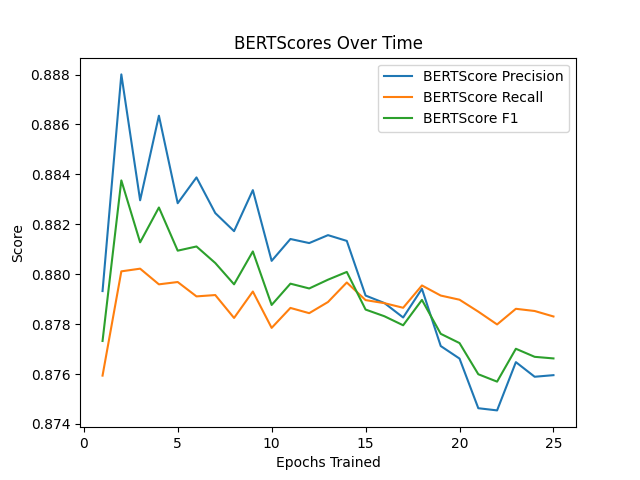 BERTScores Over Time
BERTScore Precision
BERTScore Recall
BERTScore F1
0.888
0.886
0.884
0.882
0.880
0.878
0.876
0.874
Score
0 5 10 15 20 25
Epochs Trained